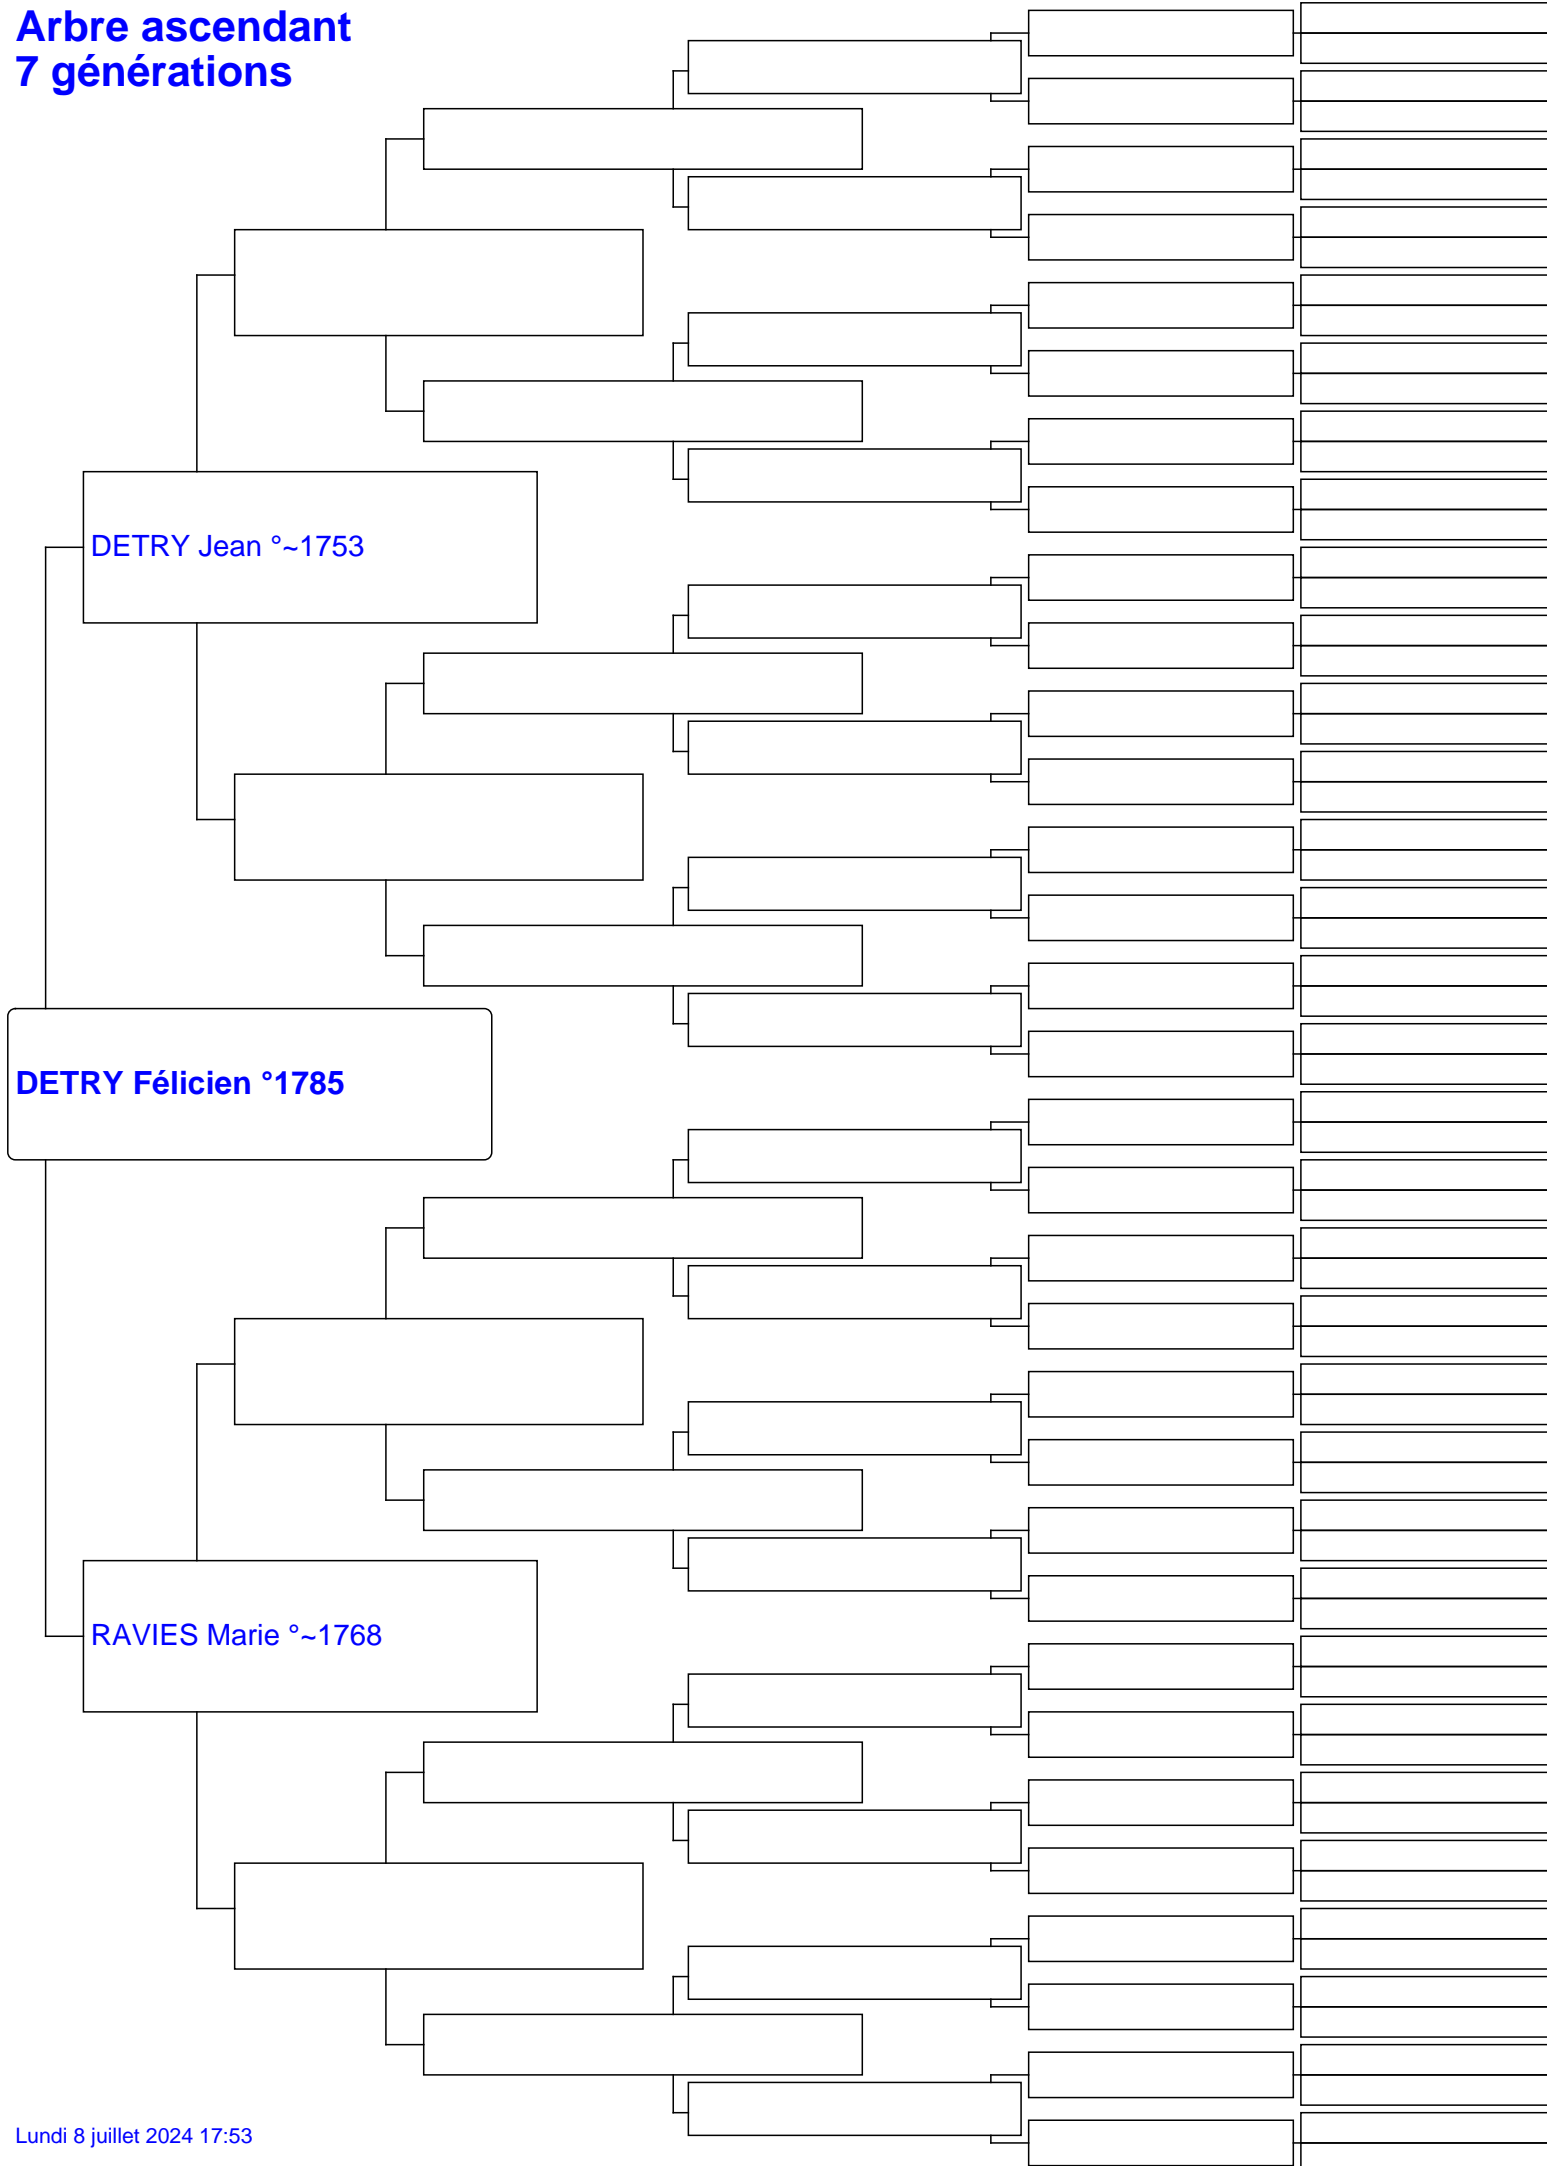 Arbre ascendant
7 générations
DETRY Jean °~1753
DETRY Félicien °1785
RAVIES Marie °~1768
Lundi 8 juillet 2024 17:53